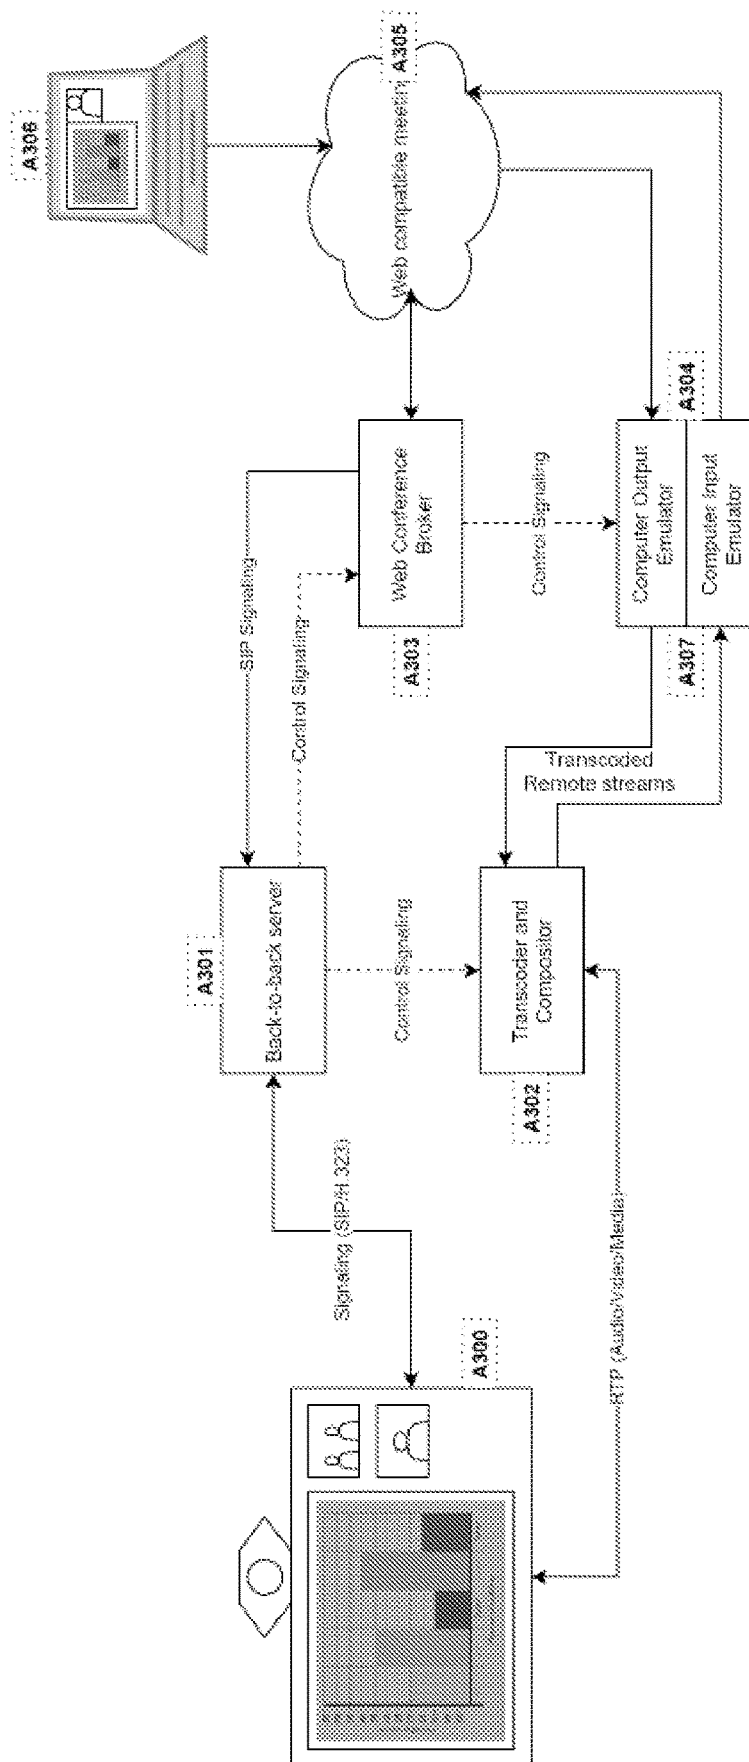 A306
A305
Web compatible meeting
SIP Signaling
Control Signaling
Web Conference
Broker
A303
Control Signaling
A304
Computer Output
Emulator
Computer Input
Emulator
A307
Transcoded
Remote streams
A301
Back-to-back server
Control Signaling
Transcoder and
Compositor
A302
Signaling (SIP/H.323)
RTP (Audio/Video/Media)
A300